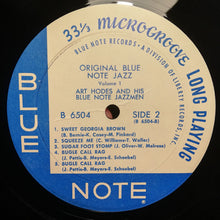 33⅓ MICROGROOVE LONG PLAYING
BLUE NOTE RECORDS • A DIVISION OF LIBERTY RECORDS, INC.
ORIGINAL BLUE
NOTE JAZZ
Volume 1
ART HODES AND HIS
BLUE NOTE JAZZMEN
B 6504 SIDE 2
(B 6504-B)
1 SWEET GEORGIA BROWN
(B. Bernie-K. Casey-M. Pinkard)
2 SQUEEZE ME (C. Williams-T. Waller)
3 SUGAR FOOT STOMP (J. Oliver-W. Melrose)
4 BUGLE CALL RAG
(J. Pettis-B. Meyers-E. Schoebel)
5 BUGLE CALL RAG
(J. Pettis-B. Meyers-E. Schoebel)
BLUE
NOTE